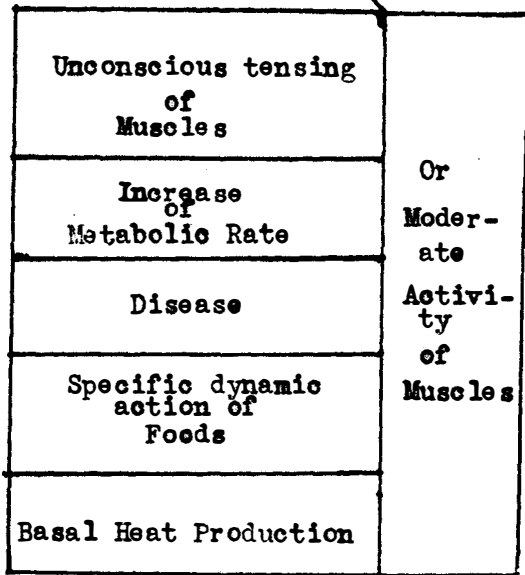 Unconscious tensing
of
Muscles
Increase
of
Metabolic Rate
Disease
Specific dynamic
action of
Foods
Basal Heat Production
Or
Moder-
ate
Activi-
ty
of
Muscles